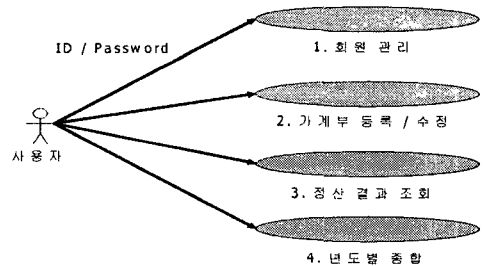 ID / Password
1. 회원 관리
2. 가계부 등록 / 수정
사용자
3. 정산 결과 조회
4. 년도별 종합